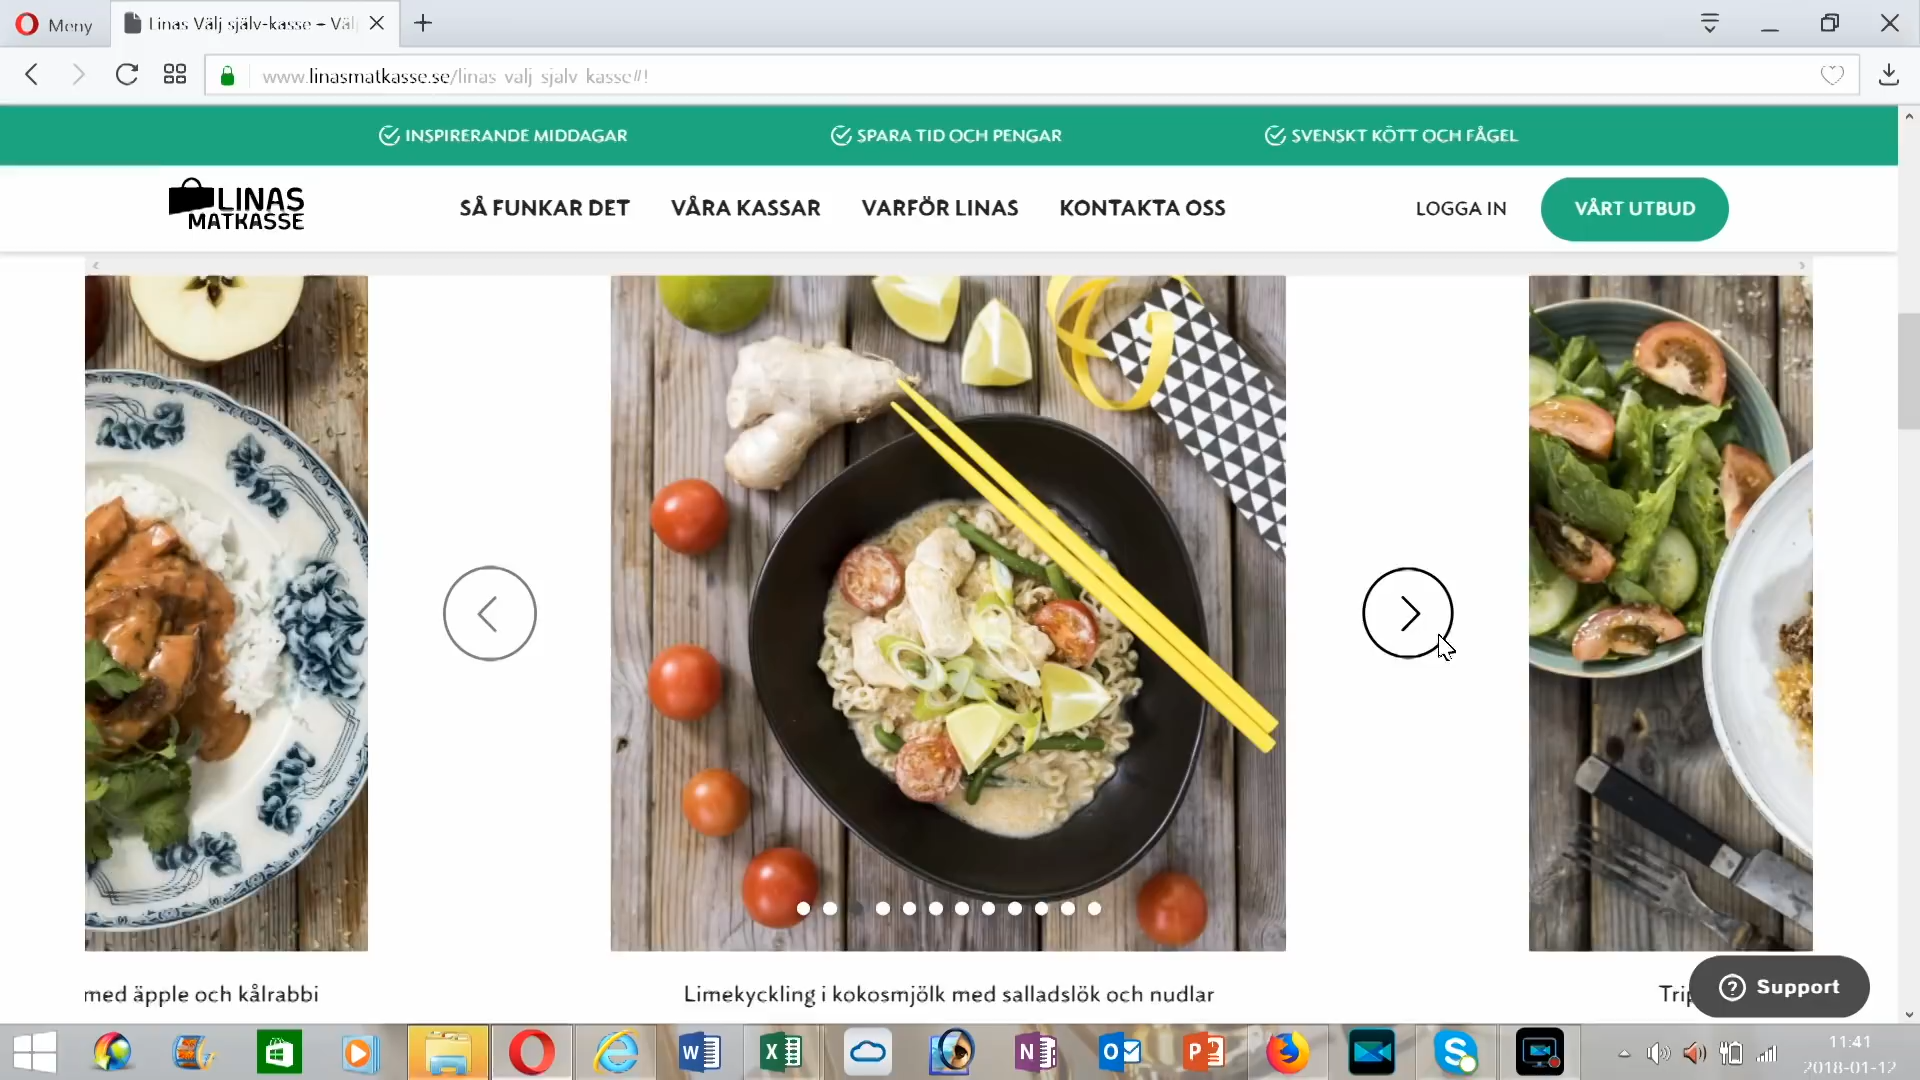 Meny
Linas Välj själv-kasse – Välj
www.linasmatkasse.se/linas-valj-sjalv-kasse#!
INSPIRERANDE MIDDAGAR
SPARA TID OCH PENGAR
SVENSKT KÖTT OCH FÅGEL
LINAS
MATKASSE
SÅ FUNKAR DET
VÅRA KASSAR
VARFÖR LINAS
KONTAKTA OSS
LOGGA IN
VÅRT UTBUD
med äpple och kålrabbi
Limekyckling i kokosmjölk med salladslök och nudlar
Support
11:41
2018-01-12